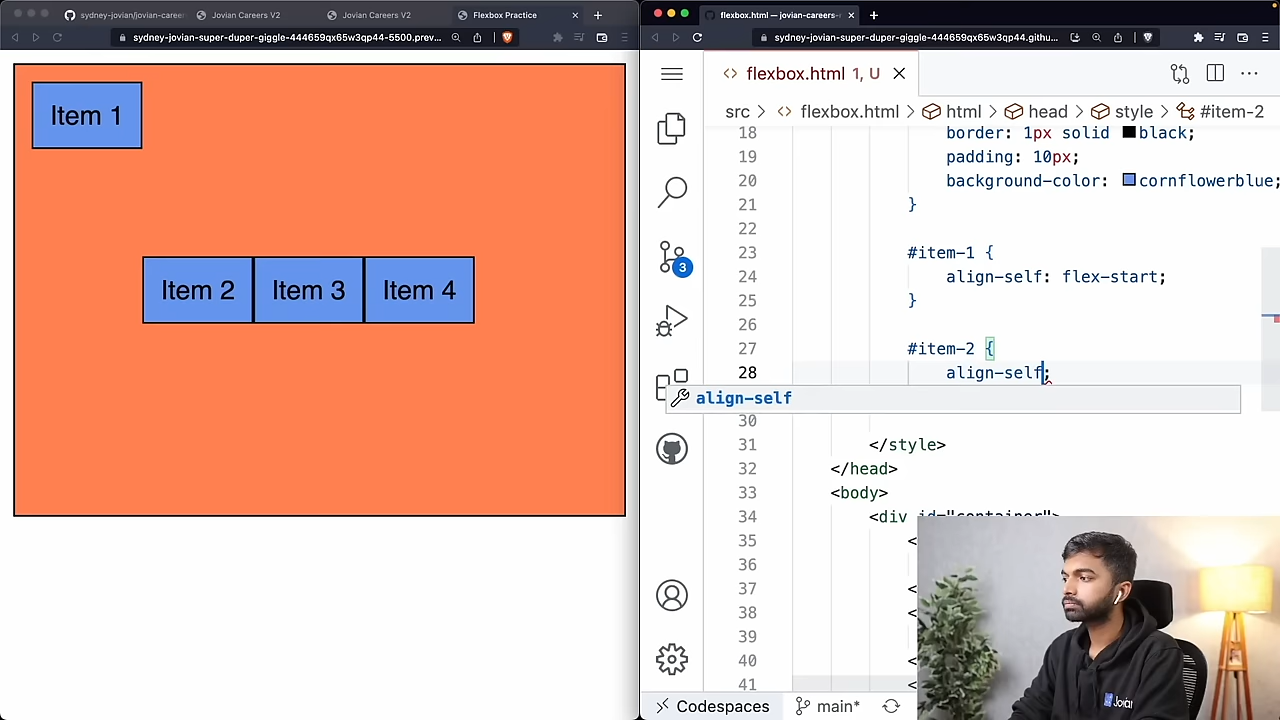 sydney-jovian/jovian-caree
Jovian Careers V2
Jovian Careers V2
Flexbox Practice
sydney-jovian-super-duper-giggle-444659qx65w3qp44-5500.prev...
Item 1
Item 2
Item 3
Item 4
flexbox.html — jovian-careers-
sydney-jovian-super-duper-giggle-444659qx65w3qp44.githu...
flexbox.html 1, U
src > flexbox.html > html > head > style > #item-2
18 border: 1px solid black;
19 padding: 10px;
20 background-color: cornflowerblue;
21 }
22
23 #item-1 {
24 align-self: flex-start;
25 }
26
27 #item-2 {
28 align-self;
align-self
30
31 </style>
32 </head>
33 <body>
34 <div id="container">
35 <
36
37 <
38 <
39
40 <
41 <
3
Codespaces
main*
Jovian